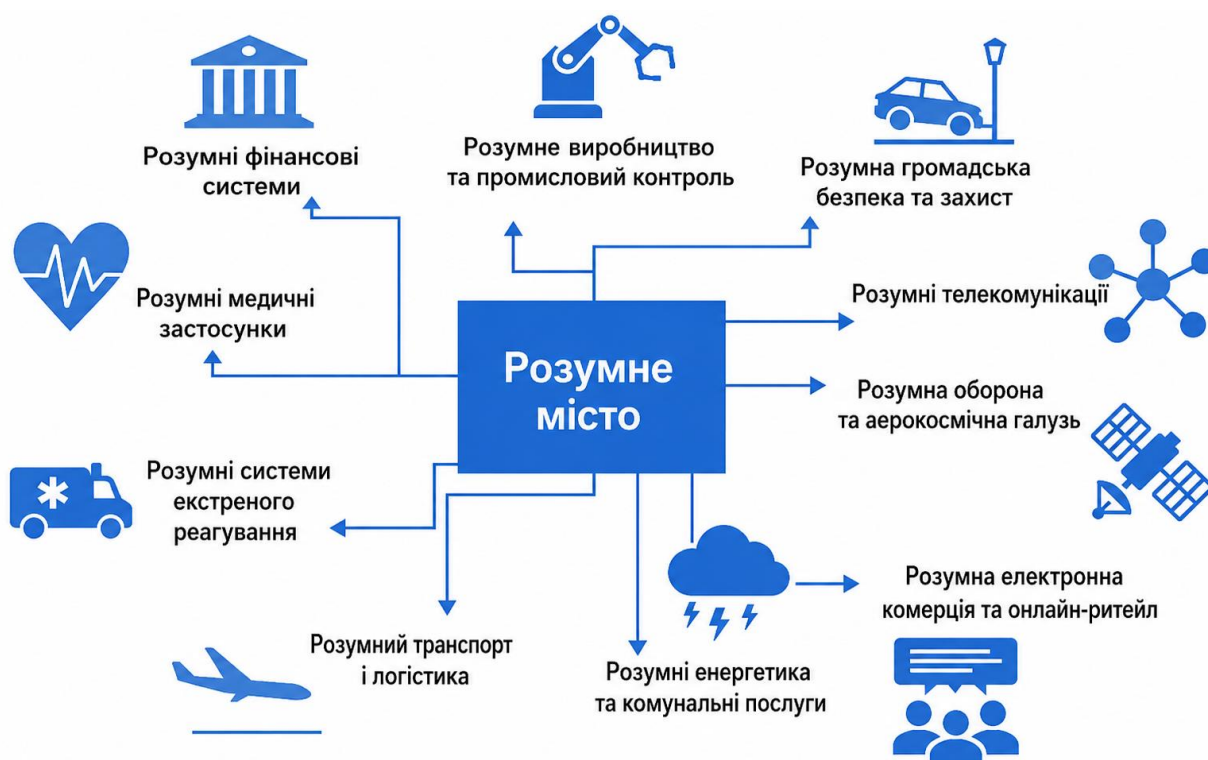 Розумні фінансові
системи
Розумне виробництво
та промисловий контроль
Розумна громадська
безпека та захист
Розумні медичні
застосунки
Розумні телекомунікації
Розумне
місто
Розумна оборона
та аерокосмічна галузь
Розумні системи
екстреного
реагування
Розумна електронна
комерція та онлайн-ритейл
Розумний транспорт
і логістика
Розумні енергетика
та комунальні послуги